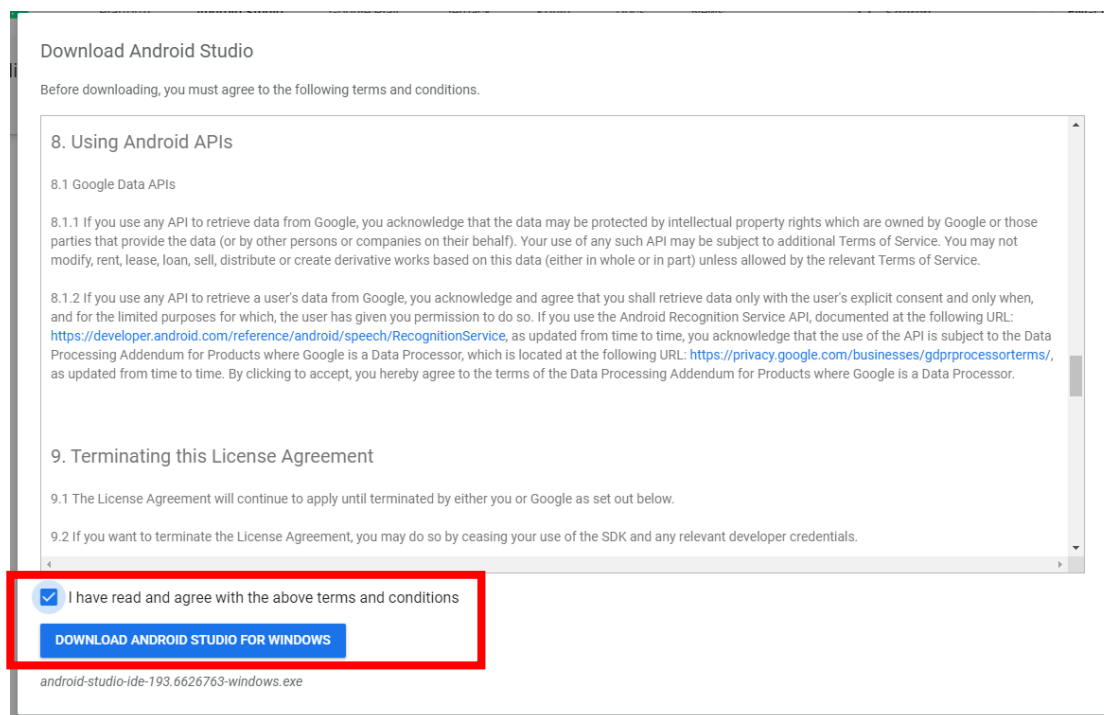 Download Android Studio
Before downloading, you must agree to the following terms and conditions.
8. Using Android APIs
8.1 Google Data APIs
8.1.1 If you use any API to retrieve data from Google, you acknowledge that the data may be protected by intellectual property rights which are owned by Google or those
parties that provide the data (or by other persons or companies on their behalf). Your use of any such API may be subject to additional Terms of Service. You may not
modify, rent, lease, loan, sell, distribute or create derivative works based on this data (either in whole or in part) unless allowed by the relevant Terms of Service.
8.1.2 If you use any API to retrieve a user's data from Google, you acknowledge and agree that you shall retrieve data only with the user's explicit consent and only when,
and for the limited purposes for which, the user has given you permission to do so. If you use the Android Recognition Service API, documented at the following URL:
https://developer.android.com/reference/android/speech/RecognitionService, as updated from time to time, you acknowledge that the use of the API is subject to the Data
Processing Addendum for Products where Google is a Data Processor, which is located at the following URL: https://privacy.google.com/businesses/gdprprocessorterms/,
as updated from time to time. By clicking to accept, you hereby agree to the terms of the Data Processing Addendum for Products where Google is a Data Processor.
9. Terminating this License Agreement
9.1 The License Agreement will continue to apply until terminated by either you or Google as set out below.
9.2 If you want to terminate the License Agreement, you may do so by ceasing your use of the SDK and any relevant developer credentials.
I have read and agree with the above terms and conditions
DOWNLOAD ANDROID STUDIO FOR WINDOWS
android-studio-ide-193.6626763-windows.exe